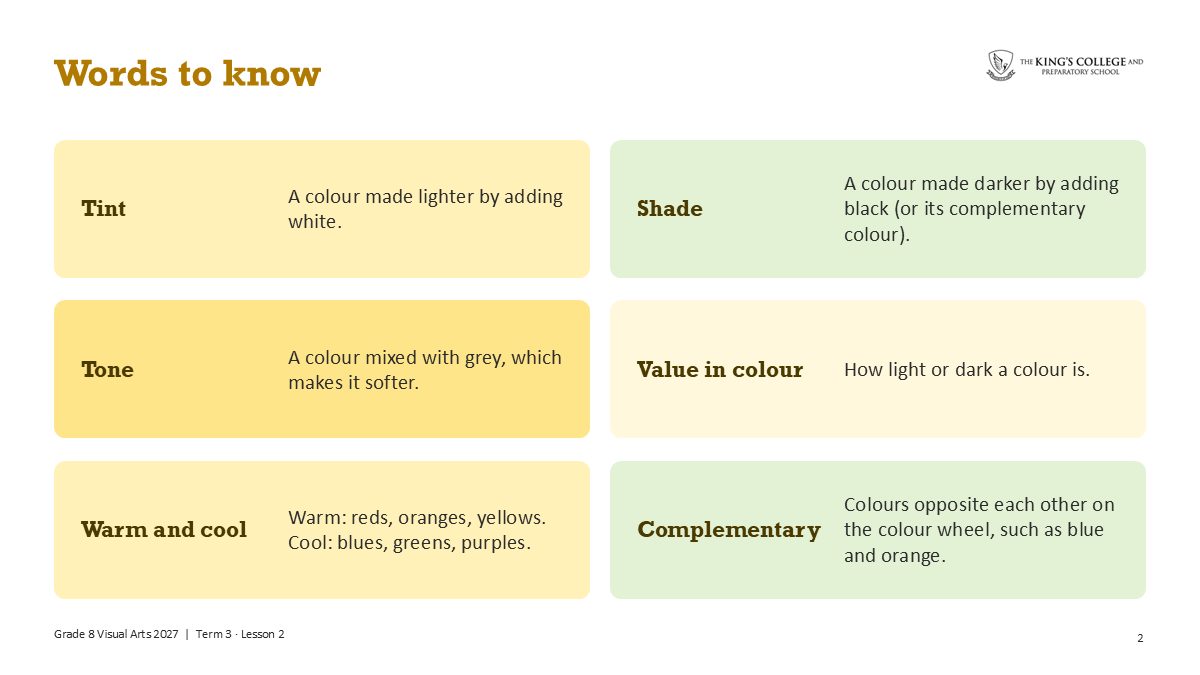 Words to know
THE KING'S COLLEGE AND
PREPARATORY SCHOOL
Tint
A colour made lighter by adding
white.
Shade
A colour made darker by adding
black (or its complementary
colour).
Tone
A colour mixed with grey, which
makes it softer.
Value in colour
How light or dark a colour is.
Warm and cool
Warm: reds, oranges, yellows.
Cool: blues, greens, purples.
Complementary
Colours opposite each other on
the colour wheel, such as blue
and orange.
Grade 8 Visual Arts 2027 | Term 3 · Lesson 2
2